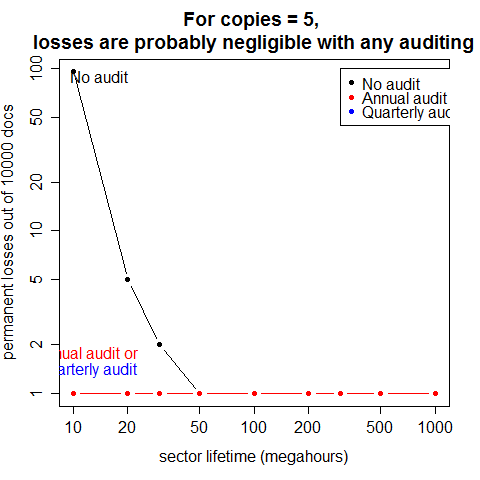 For copies = 5,
losses are probably negligible with any auditing
No audit
No audit
Annual audit
Quarterly aud
nual audit or
arterly audit
permanent losses out of 10000 docs
100
50
20
10
5
2
1
10
20
50
100
200
500
1000
sector lifetime (megahours)